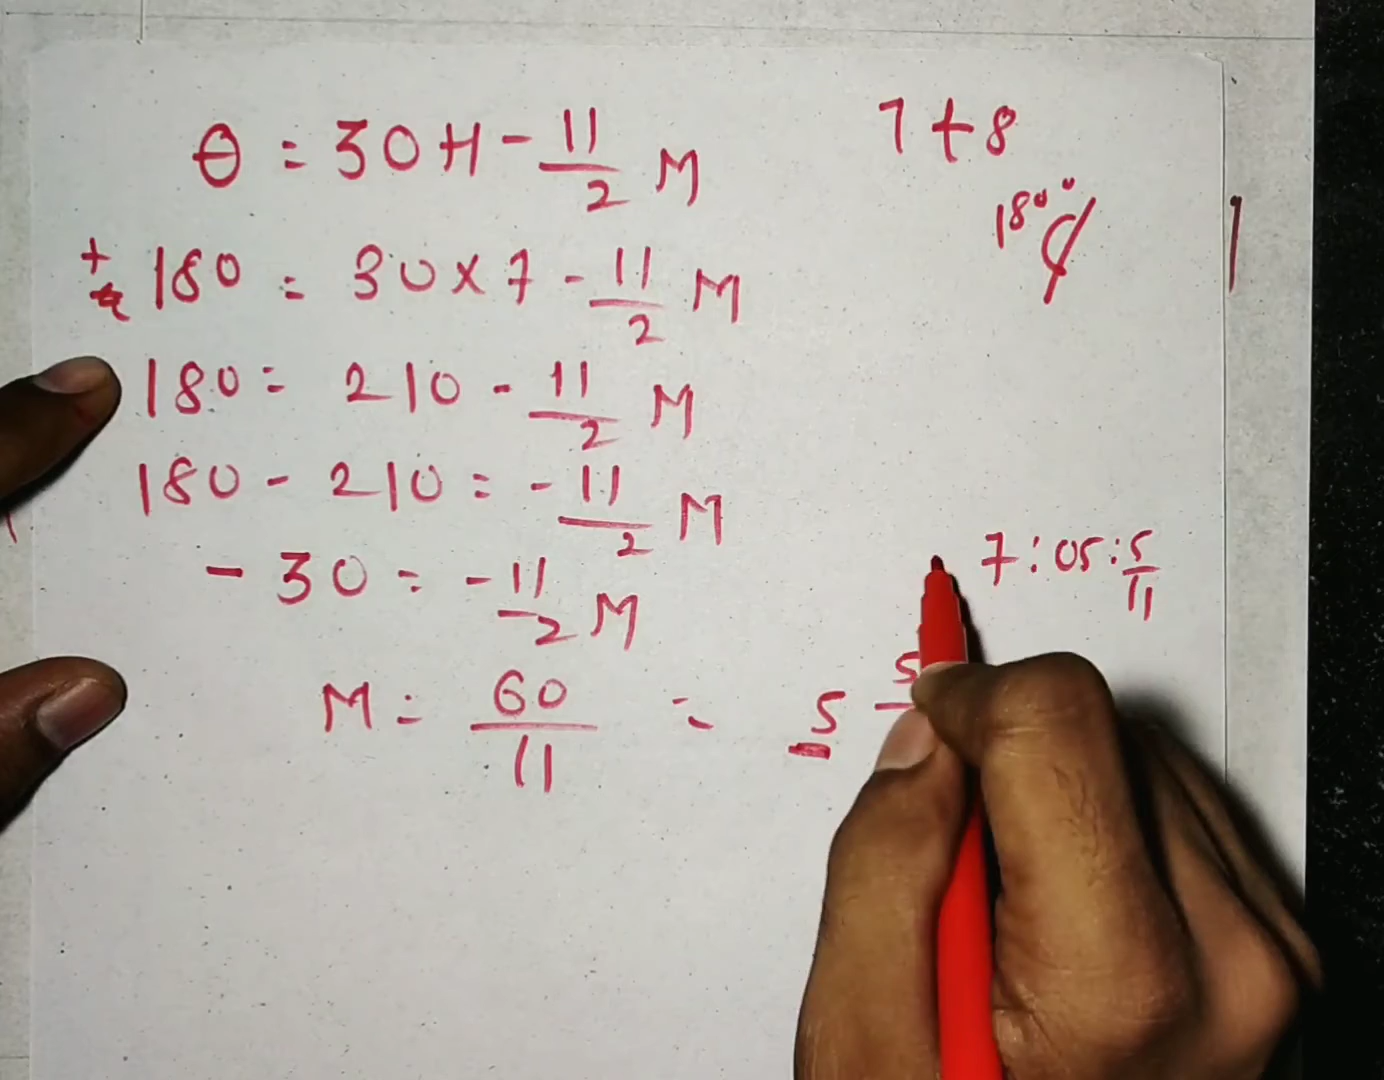 θ = 30H - 11/2 M
7 + 8
180°
+ 180 = 30 x 7 - 11/2 M
180 = 210 - 11/2 M
180 - 210 = - 11/2 M
- 30 = - 11/2 M
7 : 05 : 5/11
M = 60/11 = 5 5